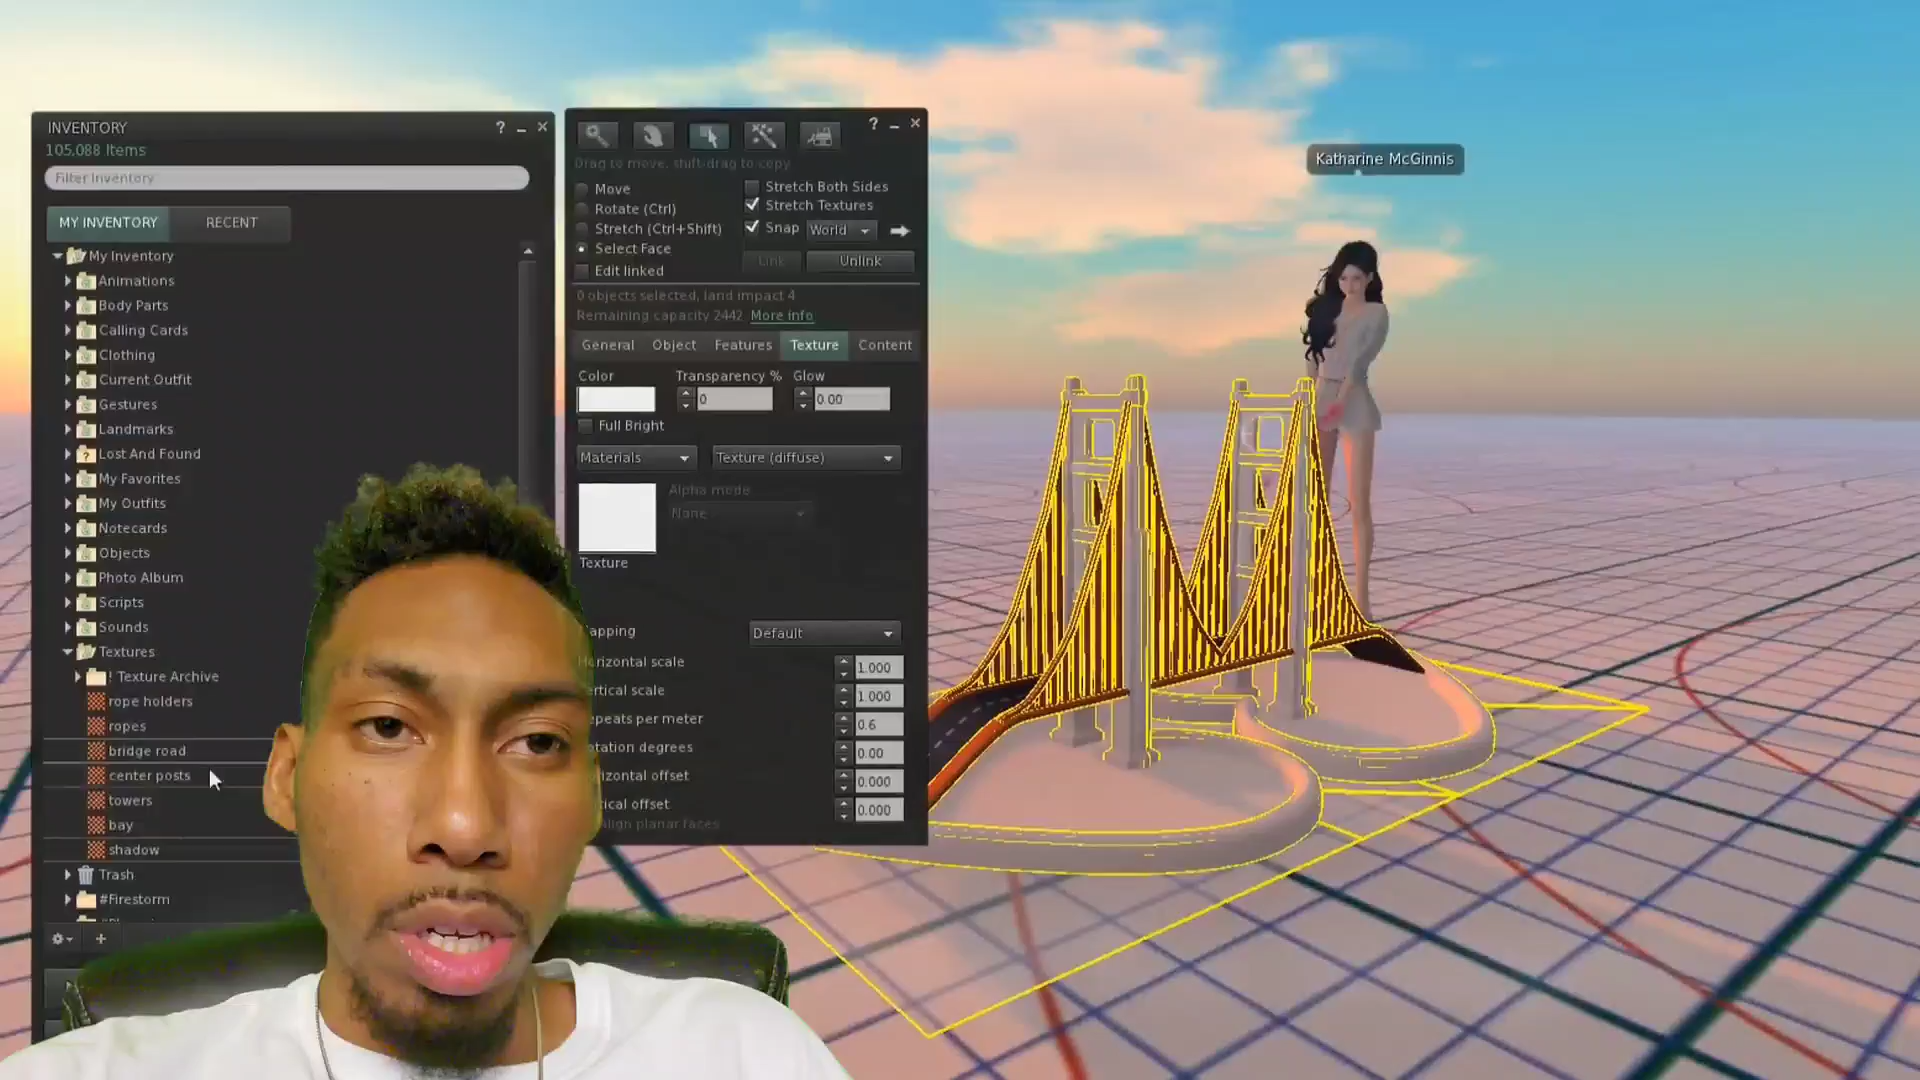 INVENTORY
105,088 Items
Filter Inventory
MY INVENTORY
RECENT
My Inventory
Animations
Body Parts
Calling Cards
Clothing
Current Outfit
Gestures
Landmarks
Lost And Found
My Favorites
My Outfits
Notecards
Objects
Photo Album
Scripts
Sounds
Textures
! Texture Archive
rope holders
ropes
bridge road
center posts
towers
bay
shadow
Trash
#Firestorm
Drag to move, shift-drag to copy
Move
Rotate (Ctrl)
Stretch (Ctrl+Shift)
Select Face
Edit linked
Stretch Both Sides
Stretch Textures
Snap World
Link Unlink
0 objects selected, land impact 4
Remaining capacity 2442 More info
General Object Features Texture Content
Color Transparency % Glow
0 0.00
Full Bright
Materials Texture (diffuse)
Alpha mode
None
Texture
apping Default
orizontal scale 1.000
ertical scale 1.000
epeats per meter 0.6
otation degrees 0.00
izontal offset 0.000
tical offset 0.000
Align planar faces
Katharine McGinnis